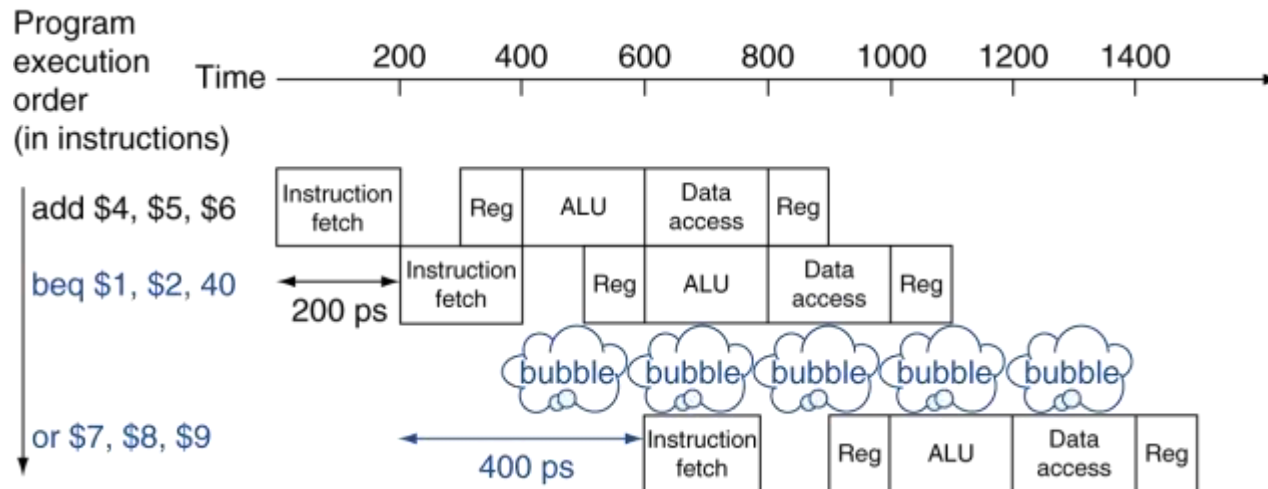 Program
execution
order
(in instructions)
Time
200 400 600 800 1000 1200 1400
add $4, $5, $6
Instruction
fetch
Reg
ALU
Data
access
Reg
beq $1, $2, 40
200 ps
Instruction
fetch
Reg
ALU
Data
access
Reg
bubble bubble bubble bubble bubble
or $7, $8, $9
400 ps
Instruction
fetch
Reg
ALU
Data
access
Reg